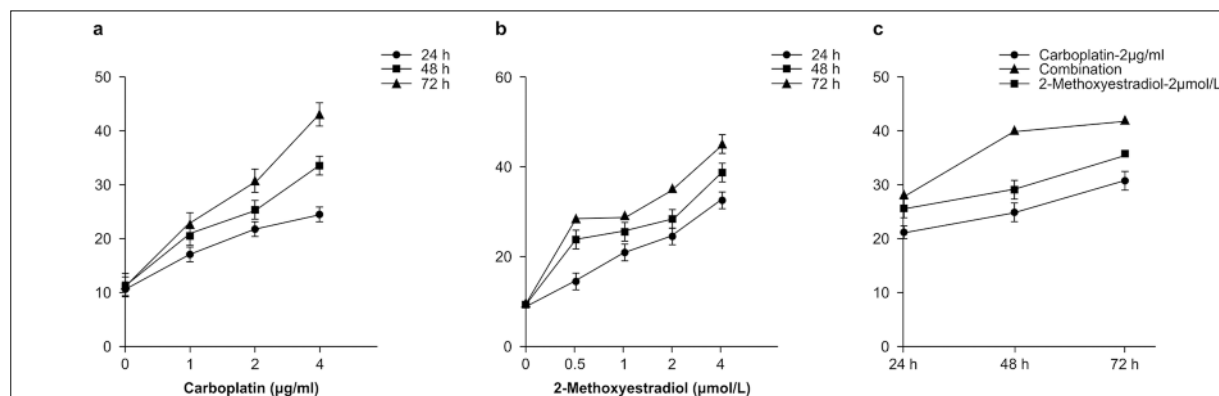 a
24 h
48 h
72 h
50
40
30
20
10
0
0 1 2 4
Carboplatin (µg/ml)
b
24 h
48 h
72 h
60
40
20
0
0 0.5 1 2 4
2-Methoxyestradiol (µmol/L)
c
Carboplatin-2µg/ml
Combination
2-Methoxyestradiol-2µmol/L
50
40
30
20
10
0
24 h 48 h 72 h